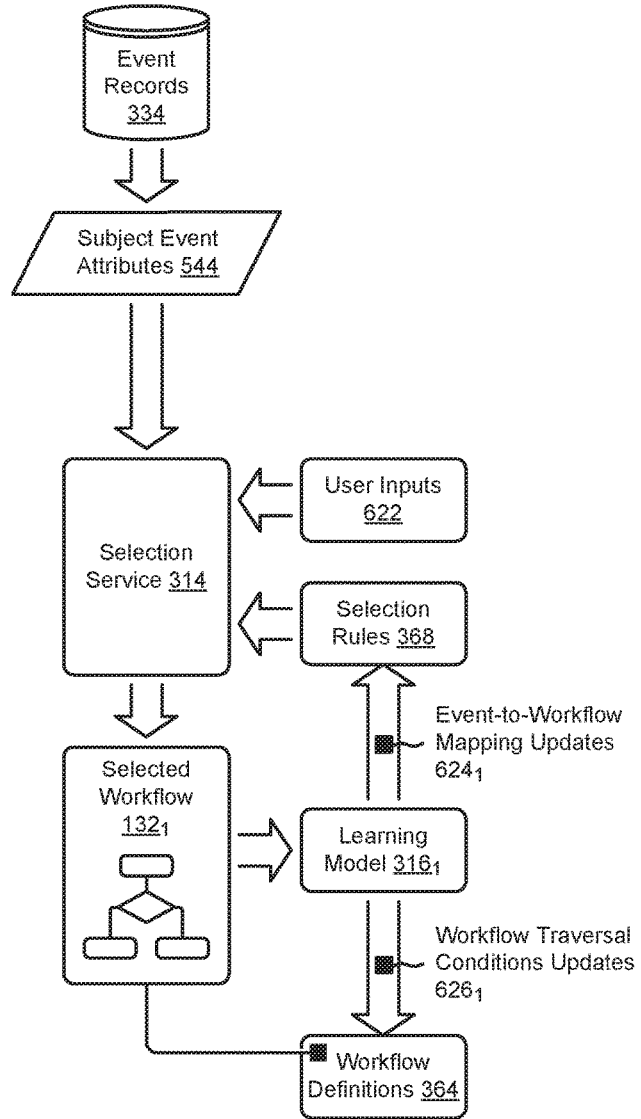 Event
Records
334
Subject Event
Attributes 544
User Inputs
622
Selection
Service 314
Selection
Rules 368
Event-to-Workflow
Mapping Updates
624₁
Selected
Workflow
132₁
Learning
Model 316₁
Workflow Traversal
Conditions Updates
626₁
Workflow
Definitions 364